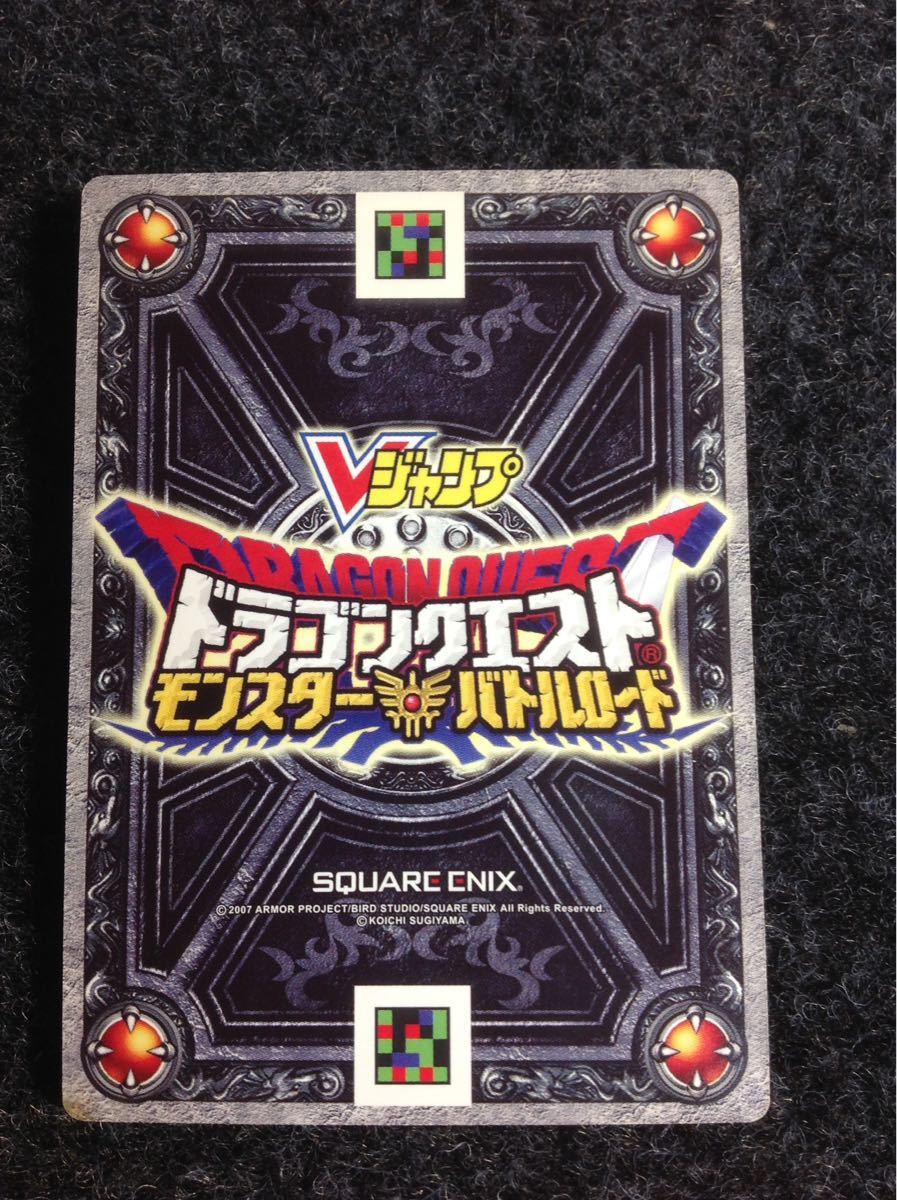 Vジャンプ
DRAGON QUEST
ドラゴンクエスト®
モンスター バトルロード
SQUARE ENIX®
© 2007 ARMOR PROJECT/BIRD STUDIO/SQUARE ENIX All Rights Reserved.
© KOICHI SUGIYAMA